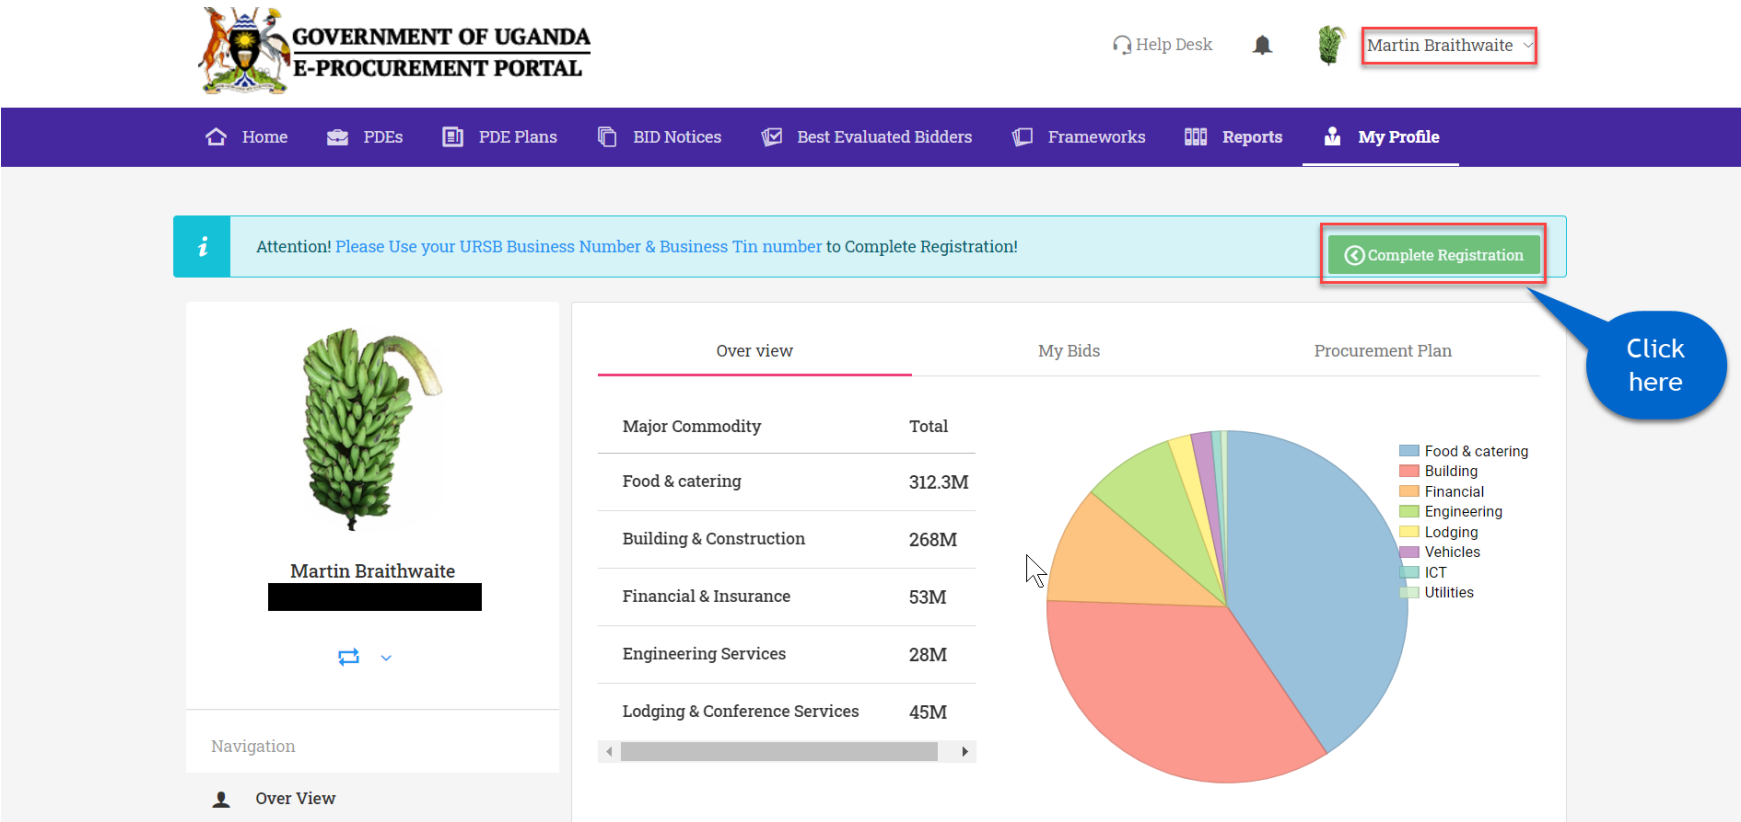 GOVERNMENT OF UGANDA
E-PROCUREMENT PORTAL
Help Desk
Martin Braithwaite
Home
PDEs
PDE Plans
BID Notices
Best Evaluated Bidders
Frameworks
Reports
My Profile
i
Attention! Please Use your URSB Business Number & Business Tin number to Complete Registration!
Complete Registration
Click
here
Over view
My Bids
Procurement Plan
Major Commodity Total
Food & catering 312.3M
Building & Construction 268M
Financial & Insurance 53M
Engineering Services 28M
Lodging & Conference Services 45M
Food & catering
Building
Financial
Engineering
Lodging
Vehicles
ICT
Utilities
Martin Braithwaite
Navigation
Over View